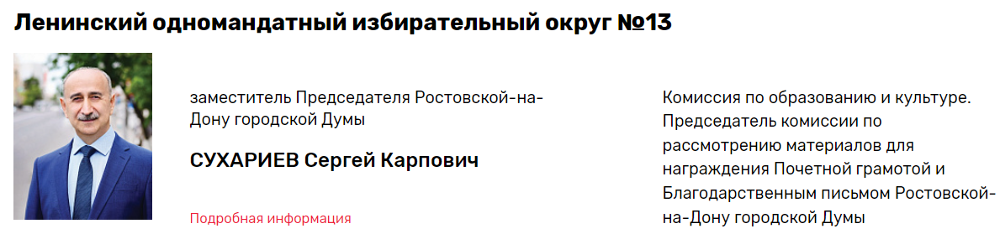 Ленинский одномандатный избирательный округ №13
заместитель Председателя Ростовской-на-
Дону городской Думы
СУХАРИЕВ Сергей Карпович
Подробная информация
Комиссия по образованию и культуре.
Председатель комиссии по
рассмотрению материалов для
награждения Почетной грамотой и
Благодарственным письмом Ростовской-
на-Дону городской Думы